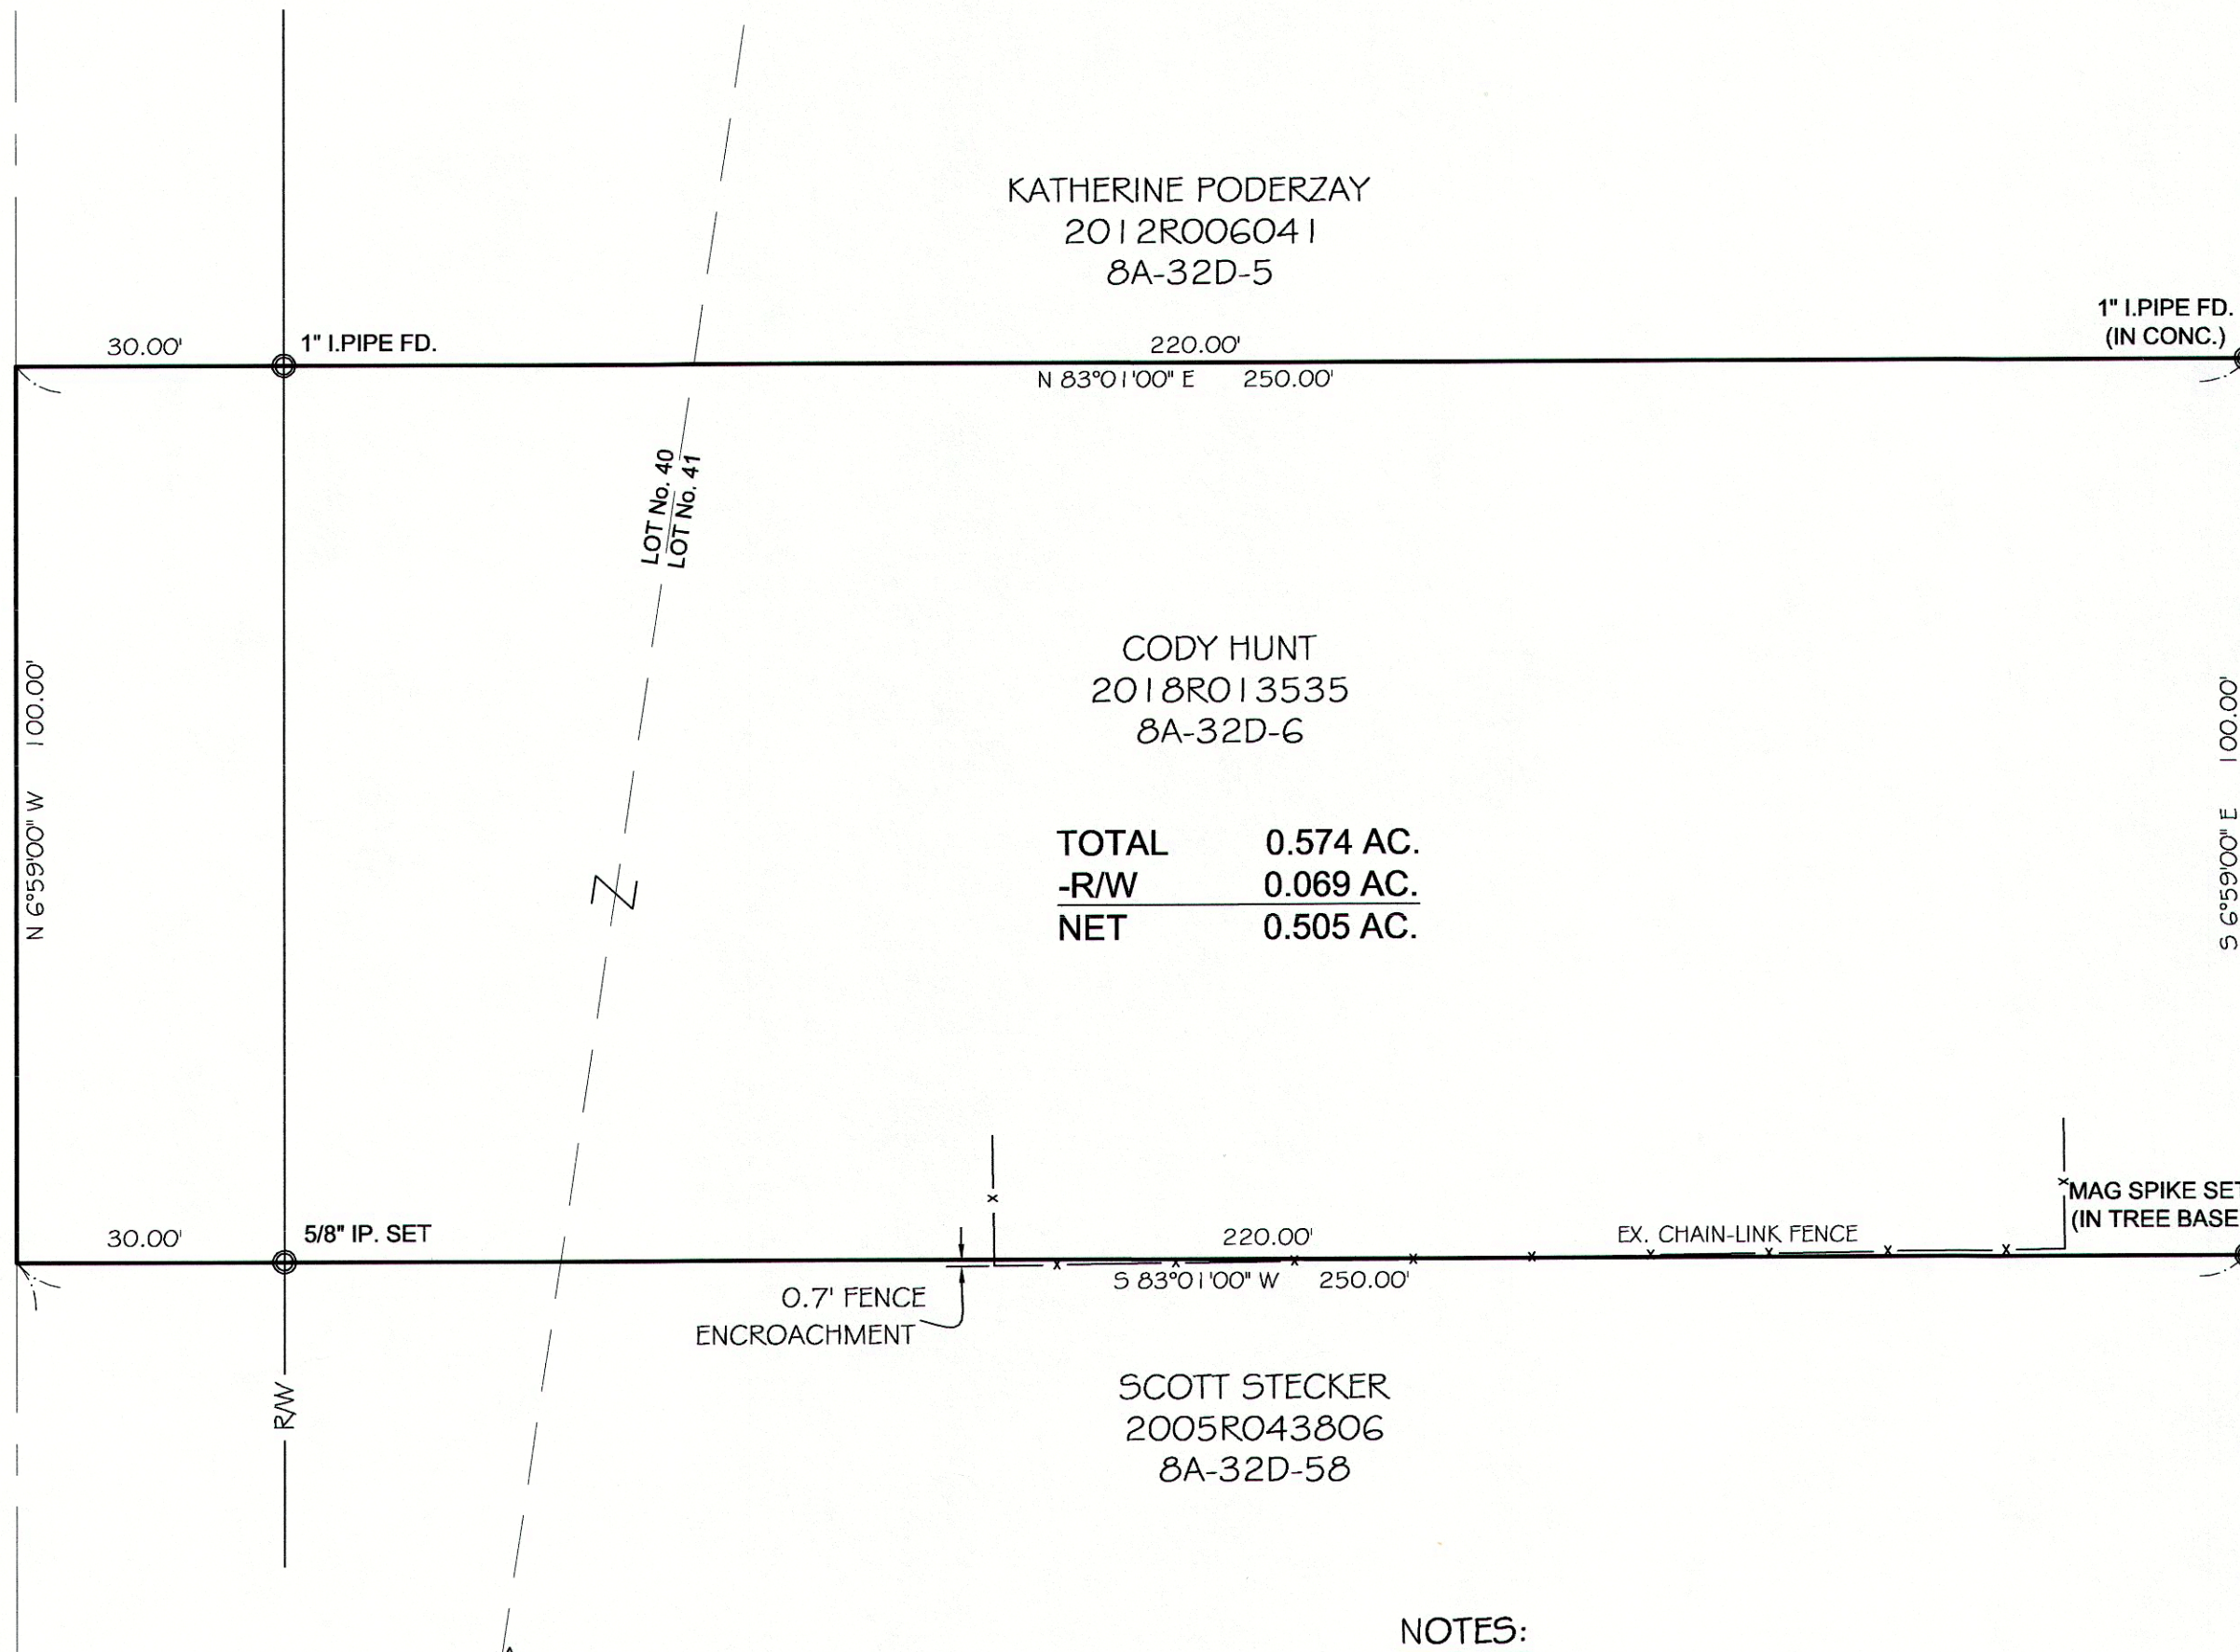 KATHERINE PODERZAY
2012R006041
8A-32D-5
1" I.PIPE FD.
(IN CONC.)
30.00'
1" I.PIPE FD.
220.00'
N 83°01'00" E 250.00'
LOT No. 40
LOT No. 41
CODY HUNT
2018R013535
8A-32D-6
N 6°59'00" W 100.00'
S 6°59'00" E 100.00'
TOTAL 0.574 AC.
-R/W 0.069 AC.
NET 0.505 AC.
Z
MAG SPIKE SET
(IN TREE BASE
30.00'
5/8" IP. SET
220.00'
EX. CHAIN-LINK FENCE
S 83°01'00" W 250.00'
0.7' FENCE
ENCROACHMENT
R/W
SCOTT STECKER
2005R043806
8A-32D-58
NOTES: